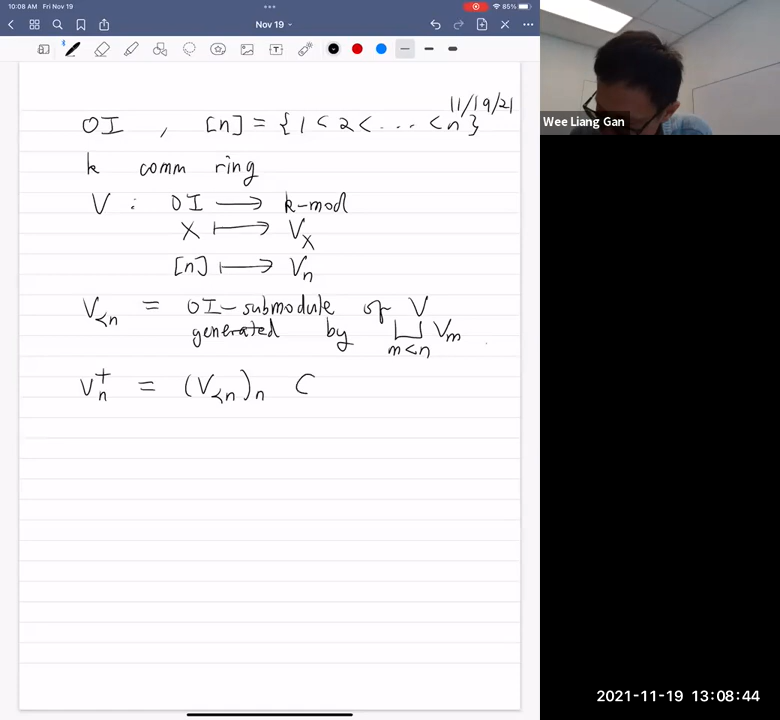 10:08 AM Fri Nov 19
85%
Nov 19
11/19/21
OI , [n] = {1 < 2 < ... < n}
k comm ring
V : OI ⟶ k-mod
X ⟼ V_X
[n] ⟼ V_n
V_{<n} = OI-submodule of V
generated by ⊔_{m<n} V_m
V_n^+ = (V_{<n})_n ⊂
Wee Liang Gan
2021-11-19 13:08:44